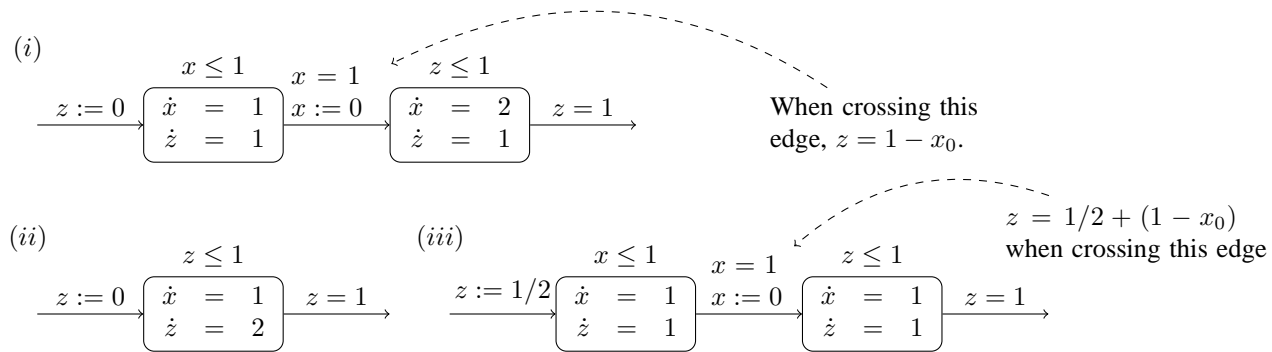 (i)
x ≤ 1
z := 0
ẋ = 1
ż = 1
x = 1
x := 0
z ≤ 1
ẋ = 2
ż = 1
z = 1
When crossing this
edge, z = 1 − x₀.
(ii)
z ≤ 1
z := 0
ẋ = 1
ż = 2
z = 1
(iii)
x ≤ 1
z := 1/2
ẋ = 1
ż = 1
x = 1
x := 0
z ≤ 1
ẋ = 1
ż = 1
z = 1
z = 1/2 + (1 − x₀)
when crossing this edge